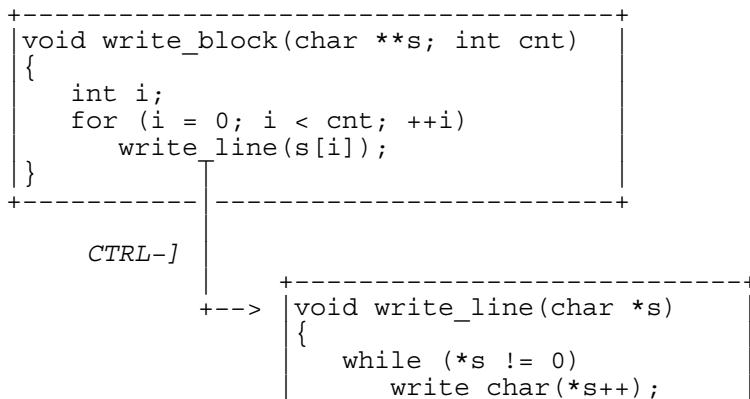 +-------------------------------------+
|void write_block(char **s; int cnt)  |
|{                                    |
|   int i;                            |
|   for (i = 0; i < cnt; ++i)         |
|      write_line(s[i]);              |
|}          |                         |
+-----------|-------------------------+
            |
     CTRL-] |
            |    +----------------------------+
            +--> |void write_line(char *s)    |
                 |{                           |
                 |   while (*s != 0)          |
                 |      write_char(*s++);     |